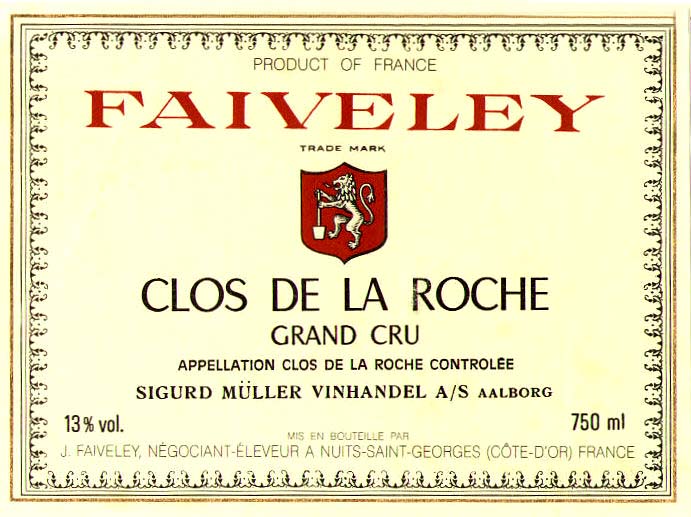 PRODUCT OF FRANCE
FAIVELEY
TRADE MARK
CLOS DE LA ROCHE
GRAND CRU
APPELLATION CLOS DE LA ROCHE CONTROLÉE
SIGURD MÜLLER VINHANDEL A/S AALBORG
13% vol. 750 ml
MIS EN BOUTEILLE PAR
J. FAIVELEY, NÉGOCIANT-ÉLEVEUR A NUITS-SAINT-GEORGES (CÔTE-D'OR) FRANCE